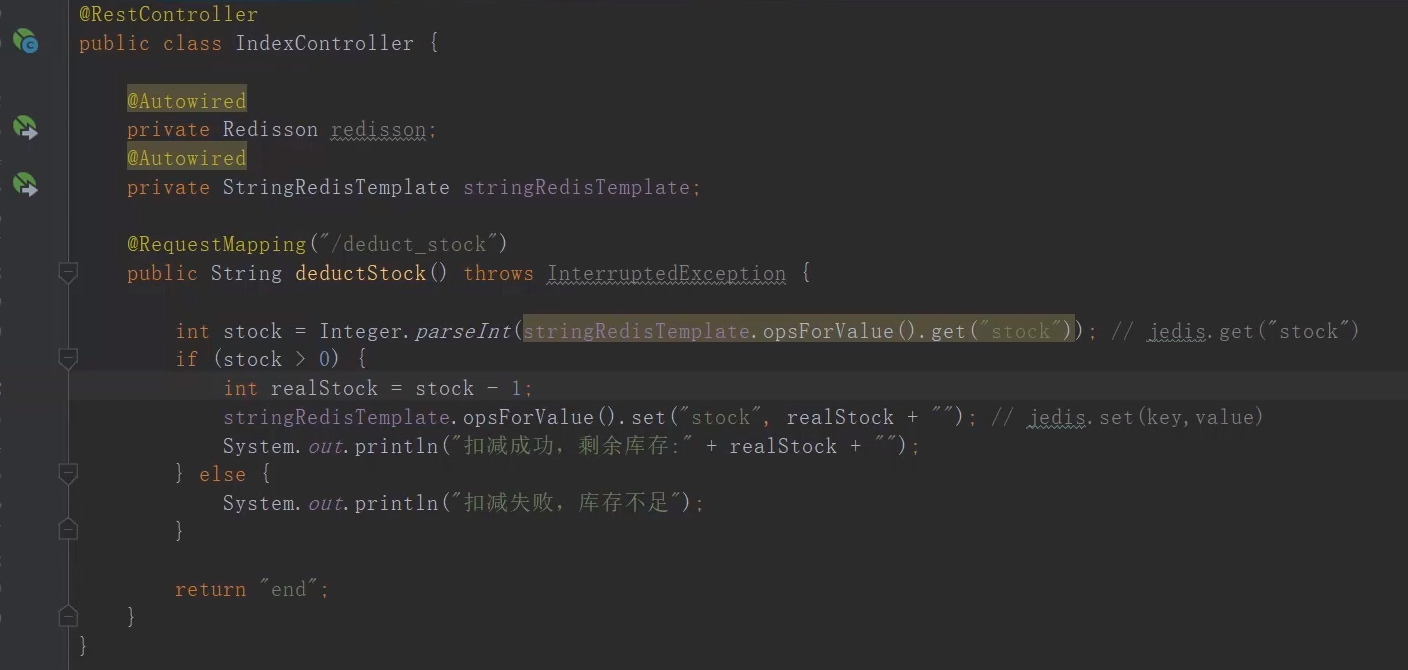 @RestController
public class IndexController {
@Autowired
private Redisson redisson;
@Autowired
private StringRedisTemplate stringRedisTemplate;
@RequestMapping("/deduct_stock")
public String deductStock() throws InterruptedException {
int stock = Integer.parseInt(stringRedisTemplate.opsForValue().get("stock")); // jedis.get("stock")
if (stock > 0) {
int realStock = stock - 1;
stringRedisTemplate.opsForValue().set("stock", realStock + ""); // jedis.set(key,value)
System.out.println("扣减成功，剩余库存:" + realStock + "");
} else {
System.out.println("扣减失败，库存不足");
}
return "end";
}
}